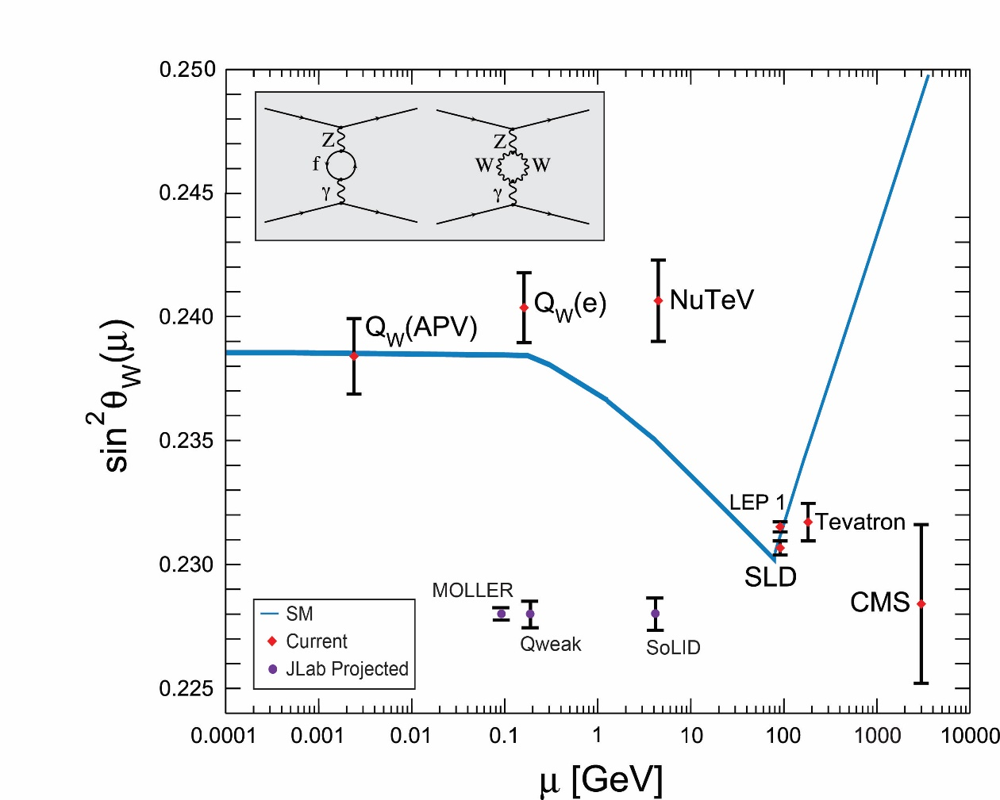 0.250
0.245
0.240
0.235
0.230
0.225
sin² θW(μ)
Z
f
γ
Z
W W
γ
QW(APV)
QW(e)
NuTeV
LEP 1
Tevatron
SLD
CMS
MOLLER
Qweak
SoLID
SM
Current
JLab Projected
0.0001 0.001 0.01 0.1 1 10 100 1000 10000
μ [GeV]